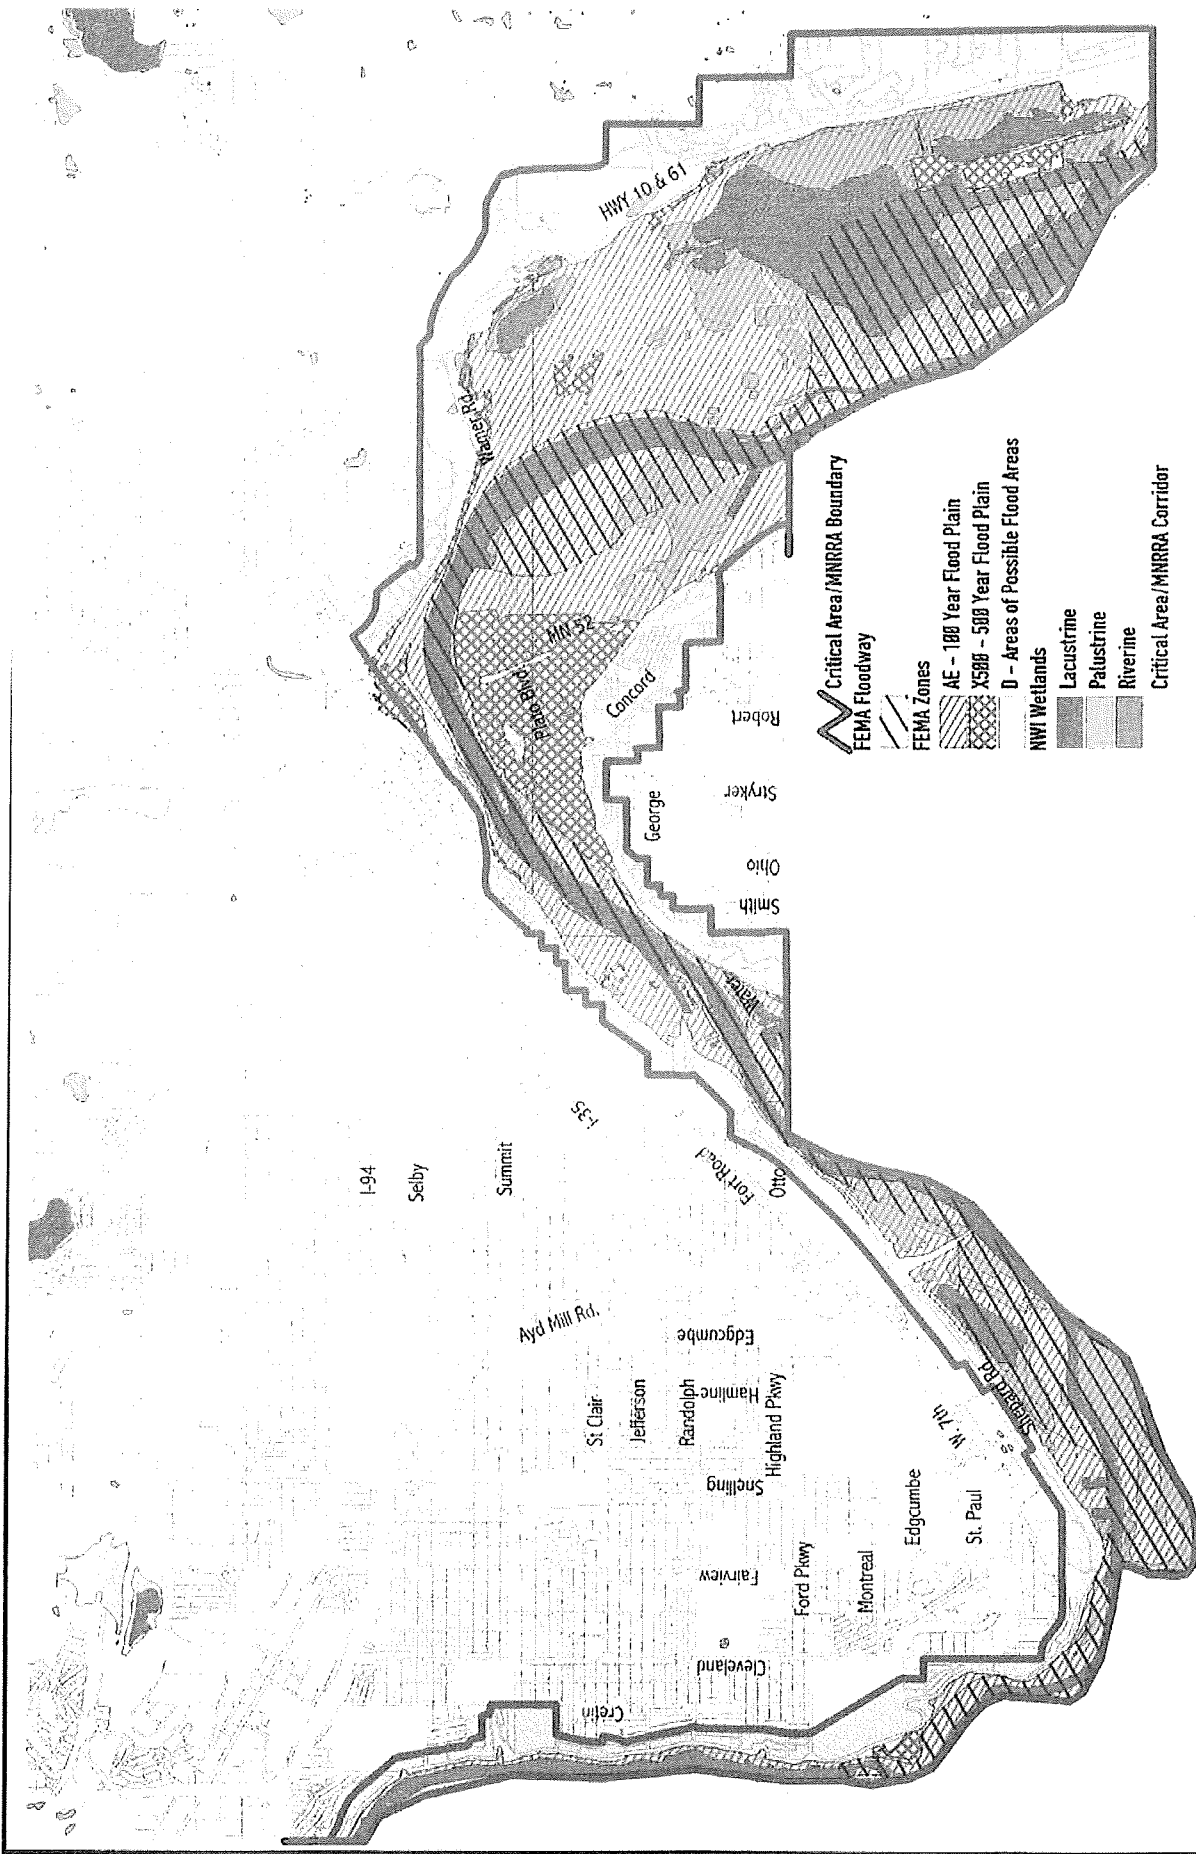 I-94
Selby
Summit
I-35
Ayd Mill Rd.
St Clair
Jefferson
Randolph
Highland Pkwy
Ford Pkwy
Montreal
Edgcumbe
St. Paul
W. 7th
Shepard Rd
Fort Road
Otto
Cretin
Cleveland
Fairview
Snelling
Hamline
Edgcumbe
Water
Smith
Ohio
Stryker
Robert
George
Concord
Plato Blvd
MN 52
Warner Rd.
HWY 10 & 61
Critical Area/MNRRA Boundary
FEMA Floodway
FEMA Zones
AE - 100 Year Flood Plain
X500 - 500 Year Flood Plain
D - Areas of Possible Flood Areas
NWI Wetlands
Lacustrine
Palustrine
Riverine
Critical Area/MNRRA Corridor